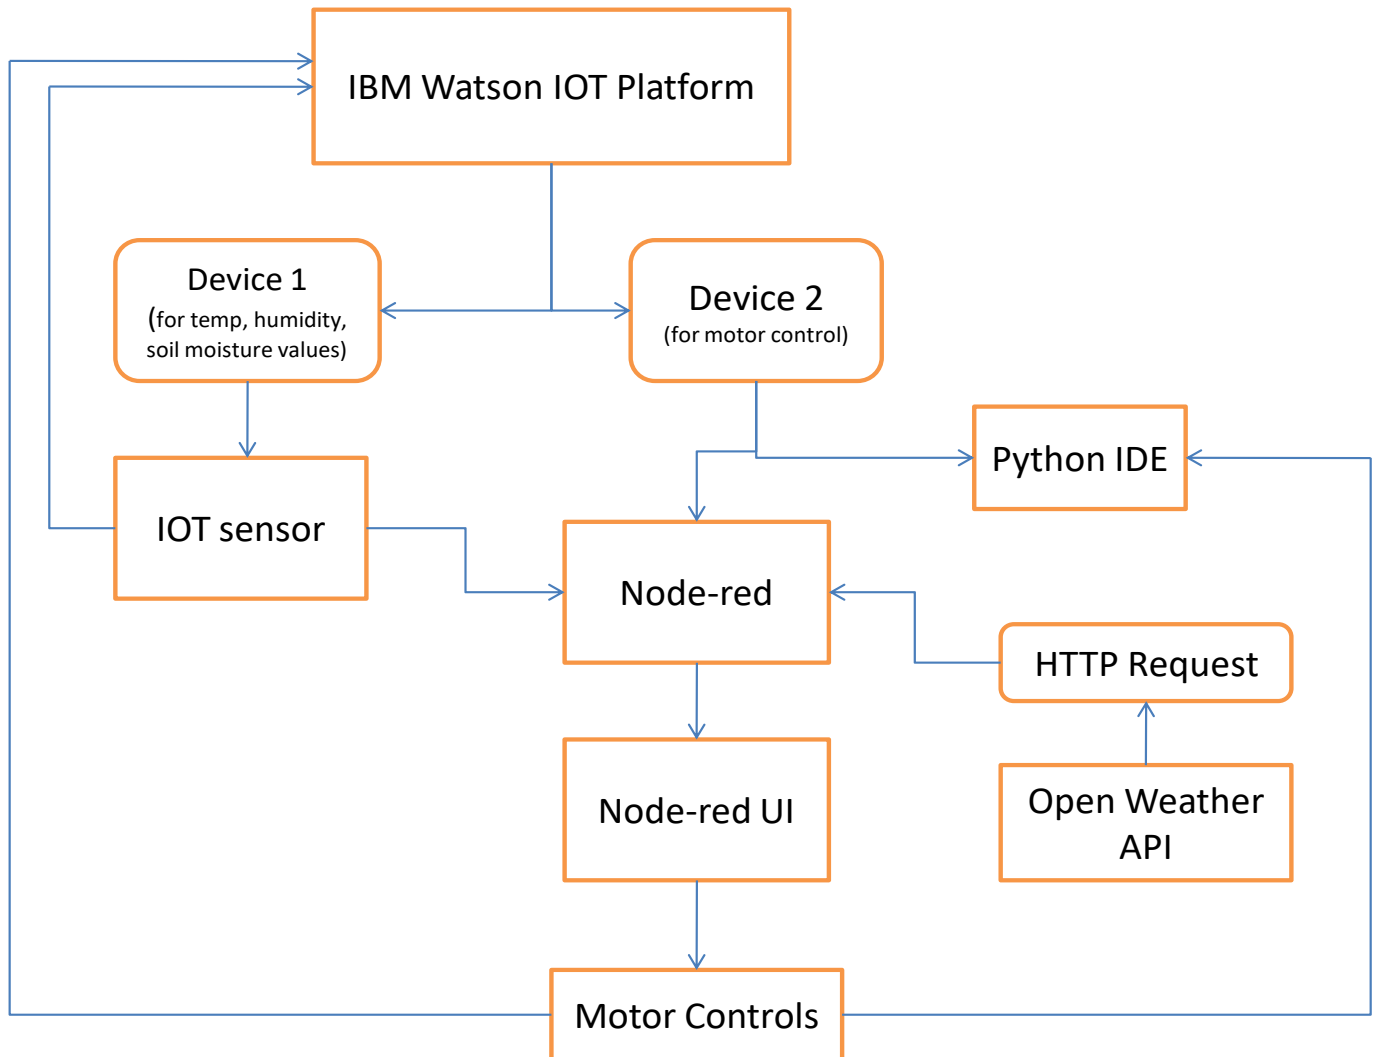 IBM Watson IOT Platform
Device 1
(for temp, humidity,
soil moisture values)
Device 2
(for motor control)
Python IDE
IOT sensor
Node-red
HTTP Request
Node-red UI
Open Weather
API
Motor Controls